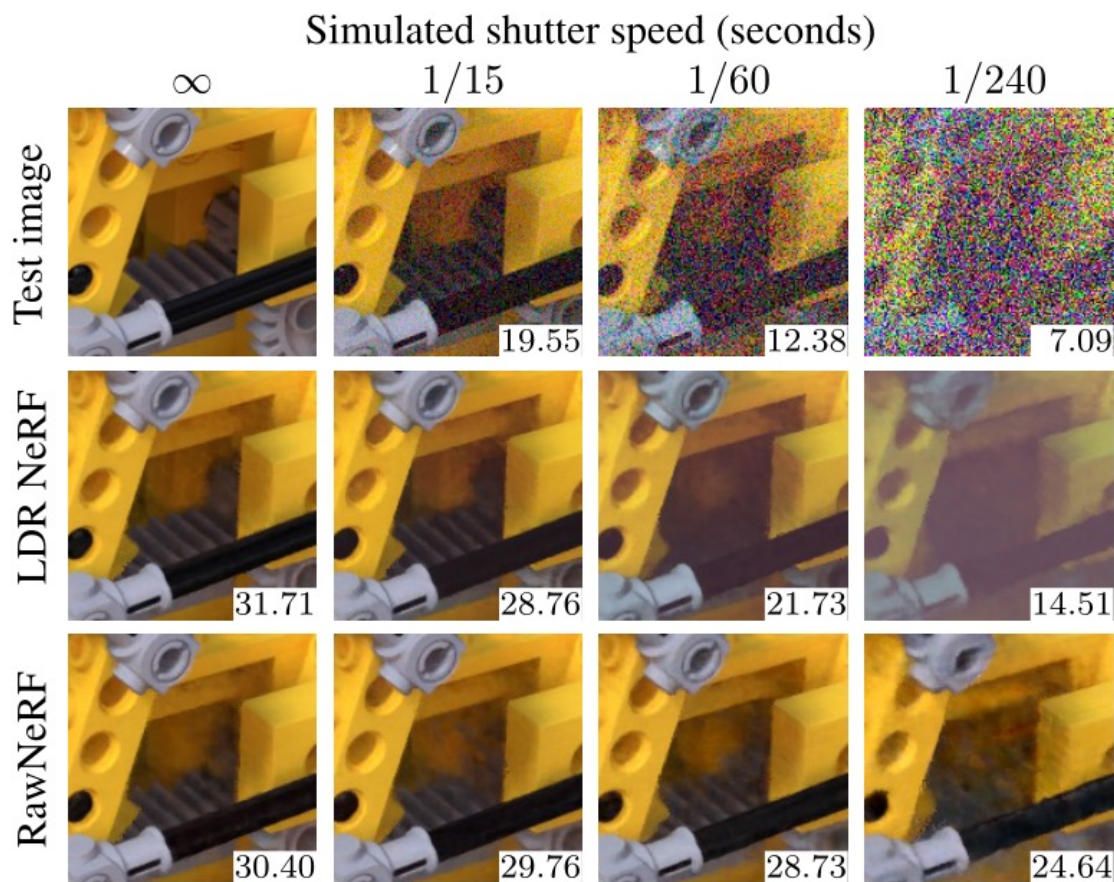 Simulated shutter speed (seconds)
∞ 1/15 1/60 1/240
Test image
19.55 12.38 7.09
LDR NeRF
31.71 28.76 21.73 14.51
RawNeRF
30.40 29.76 28.73 24.64